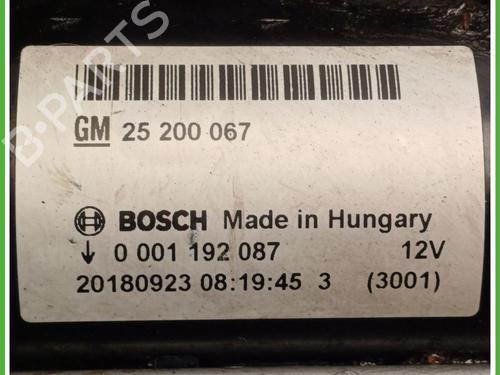 B-PARTS
GM 25 200 067
BOSCH Made in Hungary
0 001 192 087 12V
20180923 08:19:45 3 (3001)